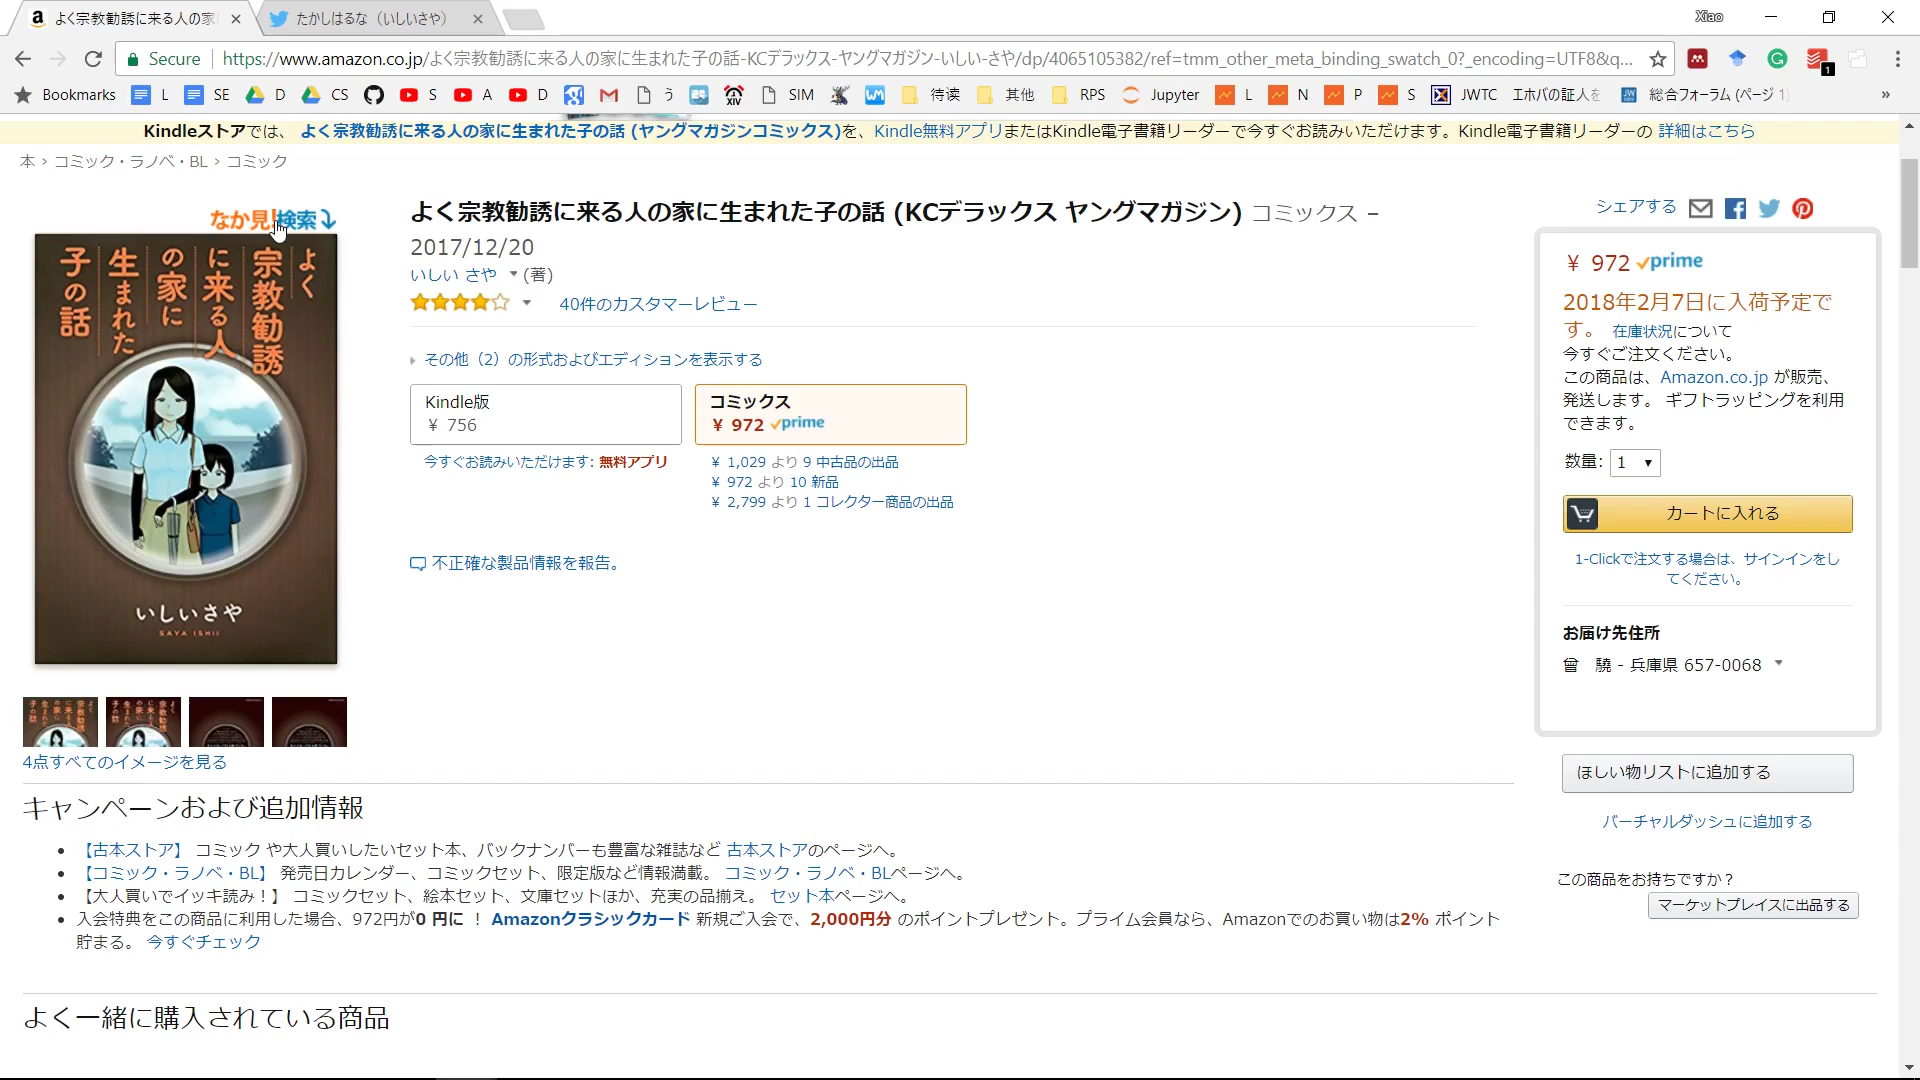 よく宗教勧誘に来る人の家
たかしはるな（いしいさや）
Xiao
Secure
https://www.amazon.co.jp/よく宗教勧誘に来る人の家に生まれた子の話-KCデラックス-ヤングマガジン-いしい-さや/dp/4065105382/ref=tmm_other_meta_binding_swatch_0?_encoding=UTF8&q...
1
Bookmarks L SE D CS S A D う SIM 待读 其他 RPS Jupyter L N P S JWTC エホバの証人を 総合フォーラム (ページ 1) »
Kindleストアでは、 よく宗教勧誘に来る人の家に生まれた子の話 (ヤングマガジンコミックス)を、Kindle無料アプリまたはKindle電子書籍リーダーで今すぐお読みいただけます。Kindle電子書籍リーダーの 詳細はこちら
本 › コミック・ラノベ・BL › コミック
なか見!検索
よく
宗教勧誘
に来る人
の家に
生まれた
子の話
いしいさや
SAYA ISHII
4点すべてのイメージを見る
よく宗教勧誘に来る人の家に生まれた子の話 (KCデラックス ヤングマガジン) コミックス –
2017/12/20
いしい さや (著)
40件のカスタマーレビュー
その他（2）の形式およびエディションを表示する
Kindle版
¥ 756
今すぐお読みいただけます: 無料アプリ
コミックス
¥ 972 prime
¥ 1,029 より 9 中古品の出品
¥ 972 より 10 新品
¥ 2,799 より 1 コレクター商品の出品
不正確な製品情報を報告。
シェアする
¥ 972 prime
2018年2月7日に入荷予定で
す。 在庫状況について
今すぐご注文ください。
この商品は、Amazon.co.jp が販売、
発送します。 ギフトラッピングを利用
できます。
数量: 1
カートに入れる
1-Clickで注文する場合は、サインインをし
てください。
お届け先住所
曾 驍 - 兵庫県 657-0068
ほしい物リストに追加する
バーチャルダッシュに追加する
この商品をお持ちですか？
マーケットプレイスに出品する
キャンペーンおよび追加情報
【古本ストア】 コミック や大人買いしたいセット本、バックナンバーも豊富な雑誌など 古本ストアのページへ。
【コミック・ラノベ・BL】 発売日カレンダー、コミックセット、限定版など情報満載。 コミック・ラノベ・BLページへ。
【大人買いでイッキ読み！】 コミックセット、絵本セット、文庫セットほか、充実の品揃え。 セット本ページへ。
入会特典をこの商品に利用した場合、972円が0 円に ！ Amazonクラシックカード 新規ご入会で、2,000円分 のポイントプレゼント。プライム会員なら、Amazonでのお買い物は2% ポイント
貯まる。 今すぐチェック
よく一緒に購入されている商品